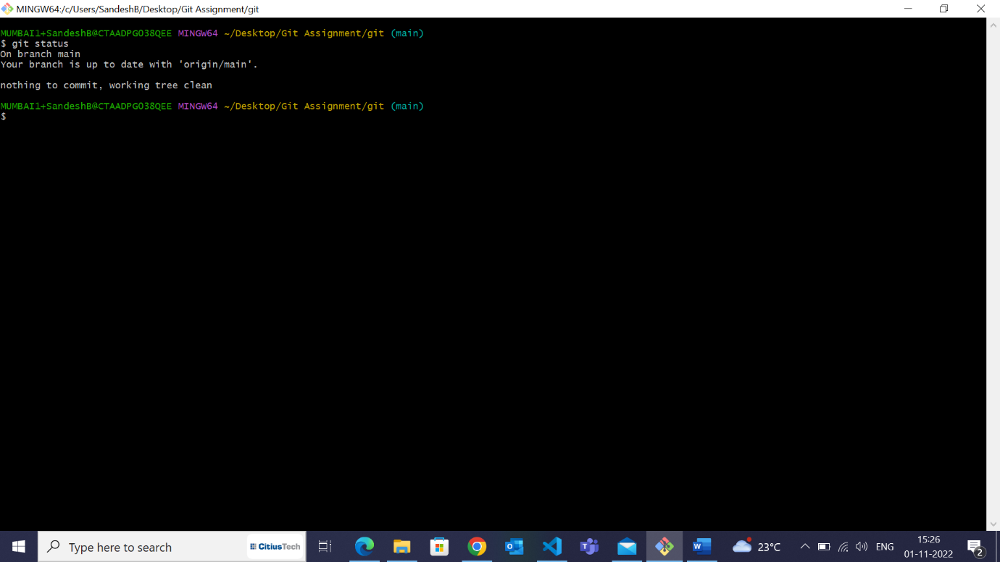 MINGW64:/c/Users/SandeshB/Desktop/Git Assignment/git
MUMBAI1+SandeshB@CTAADPG038QEE MINGW64 ~/Desktop/Git Assignment/git (main)
$ git status
On branch main
Your branch is up to date with 'origin/main'.
nothing to commit, working tree clean
MUMBAI1+SandeshB@CTAADPG038QEE MINGW64 ~/Desktop/Git Assignment/git (main)
$
Type here to search
CitiusTech
23°C
ENG
15:26
01-11-2022
2